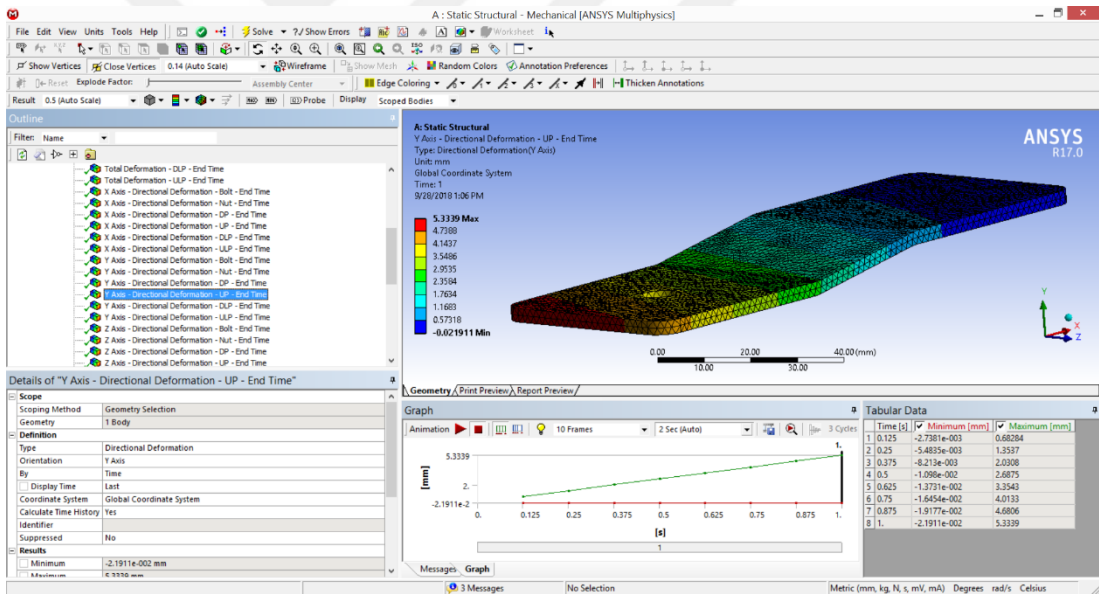 A : Static Structural - Mechanical [ANSYS Multiphysics]
File Edit View Units Tools Help Solve ?/ Show Errors Worksheet
Show Vertices Close Vertices 0.14 (Auto Scale) Wireframe Show Mesh Random Colors Annotation Preferences
Reset Explode Factor: Assembly Center Edge Coloring Thicken Annotations
Result 0.5 (Auto Scale) Probe Display Scoped Bodies
Outline
Filter: Name
Total Deformation - DLP - End Time
Total Deformation - ULP - End Time
X Axis - Directional Deformation - Bolt - End Time
X Axis - Directional Deformation - Nut - End Time
X Axis - Directional Deformation - DP - End Time
X Axis - Directional Deformation - UP - End Time
X Axis - Directional Deformation - DLP - End Time
X Axis - Directional Deformation - ULP - End Time
Y Axis - Directional Deformation - Bolt - End Time
Y Axis - Directional Deformation - Nut - End Time
Y Axis - Directional Deformation - DP - End Time
Y Axis - Directional Deformation - UP - End Time
Y Axis - Directional Deformation - DLP - End Time
Y Axis - Directional Deformation - ULP - End Time
Z Axis - Directional Deformation - Bolt - End Time
Z Axis - Directional Deformation - Nut - End Time
Z Axis - Directional Deformation - DP - End Time
Z Axis - Directional Deformation - UP - End Time
Details of "Y Axis - Directional Deformation - UP - End Time"
Scope
Scoping Method Geometry Selection
Geometry 1 Body
Definition
Type Directional Deformation
Orientation Y Axis
By Time
Display Time Last
Coordinate System Global Coordinate System
Calculate Time History Yes
Identifier
Suppressed No
Results
Minimum -2.1911e-002 mm
Maximum 5.3339 mm
A: Static Structural
Y Axis - Directional Deformation - UP - End Time
Type: Directional Deformation(Y Axis)
Unit: mm
Global Coordinate System
Time: 1
9/28/2018 1:06 PM
5.3339 Max
4.7388
4.1437
3.5486
2.9535
2.3584
1.7634
1.1683
0.57318
-0.021911 Min
ANSYS
R17.0
Y
X
Z
0.00 20.00 40.00 (mm)
10.00 30.00
Geometry Print Preview Report Preview
Graph
Animation 10 Frames 2 Sec (Auto) 3 Cycles
1.
5.3339
[mm]
2.
-2.1911e-2
0. 0.125 0.25 0.375 0.5 0.625 0.75 0.875 1.
[s]
1
Messages Graph
Tabular Data
Time [s] Minimum [mm] Maximum [mm]
1 0.125 -2.7381e-003 0.68284
2 0.25 -5.4835e-003 1.3537
3 0.375 -8.213e-003 2.0308
4 0.5 -1.098e-002 2.6875
5 0.625 -1.3731e-002 3.3543
6 0.75 -1.6454e-002 4.0133
7 0.875 -1.9177e-002 4.6806
8 1. -2.1911e-002 5.3339
3 Messages No Selection Metric (mm, kg, N, s, mV, mA) Degrees rad/s Celsius